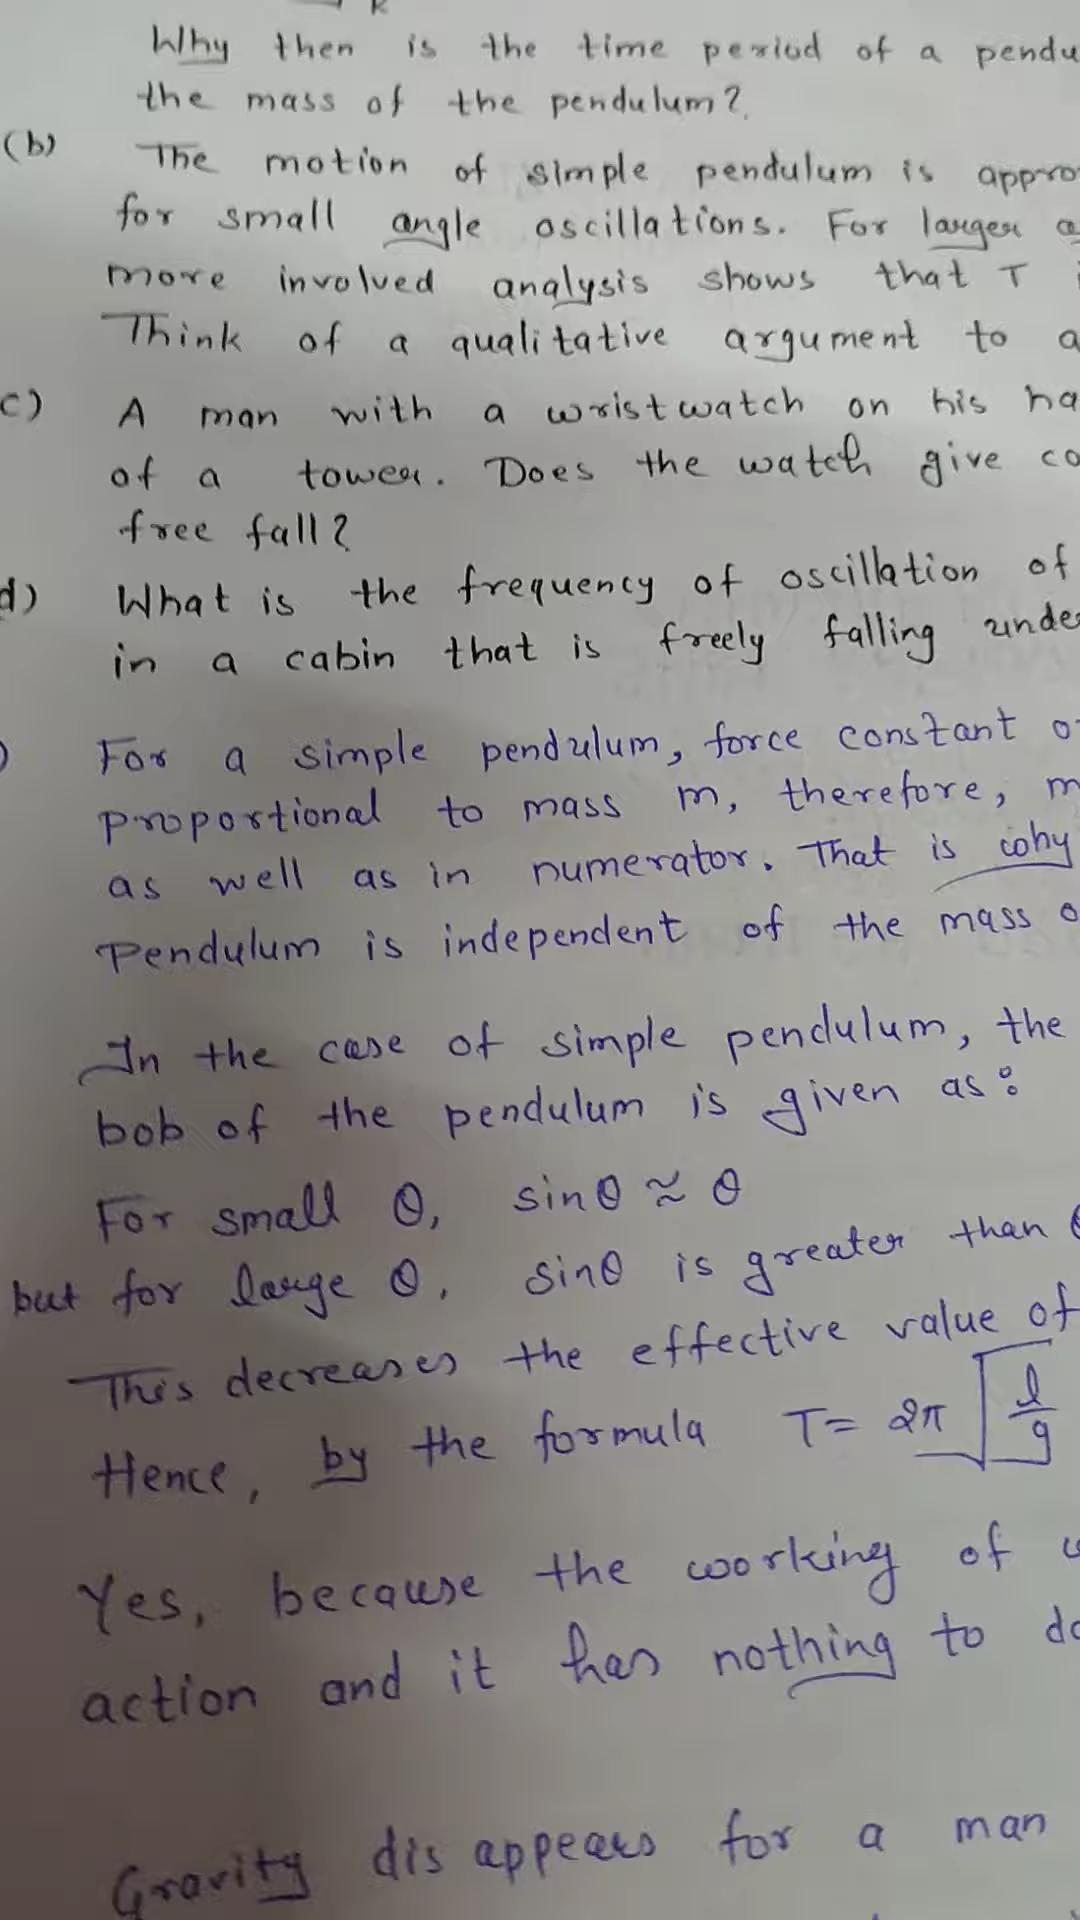 Why then is the time period of a pendu
the mass of the pendulum?
(b) The motion of simple pendulum is appro
for small angle oscillations. For larger a
more involved analysis shows that T
Think of a qualitative argument to a
c) A man with a wristwatch on his ha
of a tower. Does the watch give co
free fall?
d) What is the frequency of oscillation of
in a cabin that is freely falling unde
For a simple pendulum, force constant o
proportional to mass m, therefore, m
as well as in numerator. That is why
Pendulum is independent of the mass o
In the case of simple pendulum, the
bob of the pendulum is given as:
For small θ, sinθ ≈ θ
but for large θ, sinθ is greater than
This decreases the effective value of
Hence, by the formula T= 2π √l/g
Yes, because the working of
action and it has nothing to do
Gravity disappears for a man